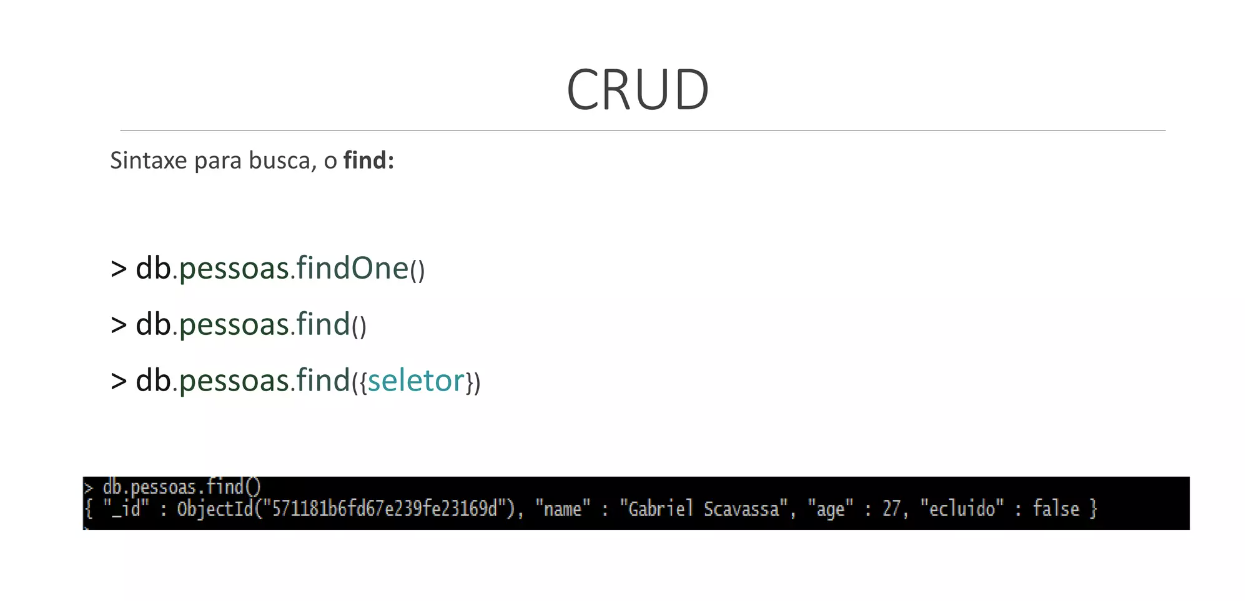 CRUD
Sintaxe para busca, o find:
> db.pessoas.findOne()
> db.pessoas.find()
> db.pessoas.find({seletor})
> db.pessoas.find()
{ "_id" : ObjectId("571181b6fd67e239fe23169d"), "name" : "Gabriel Scavassa", "age" : 27, "ecluido" : false }